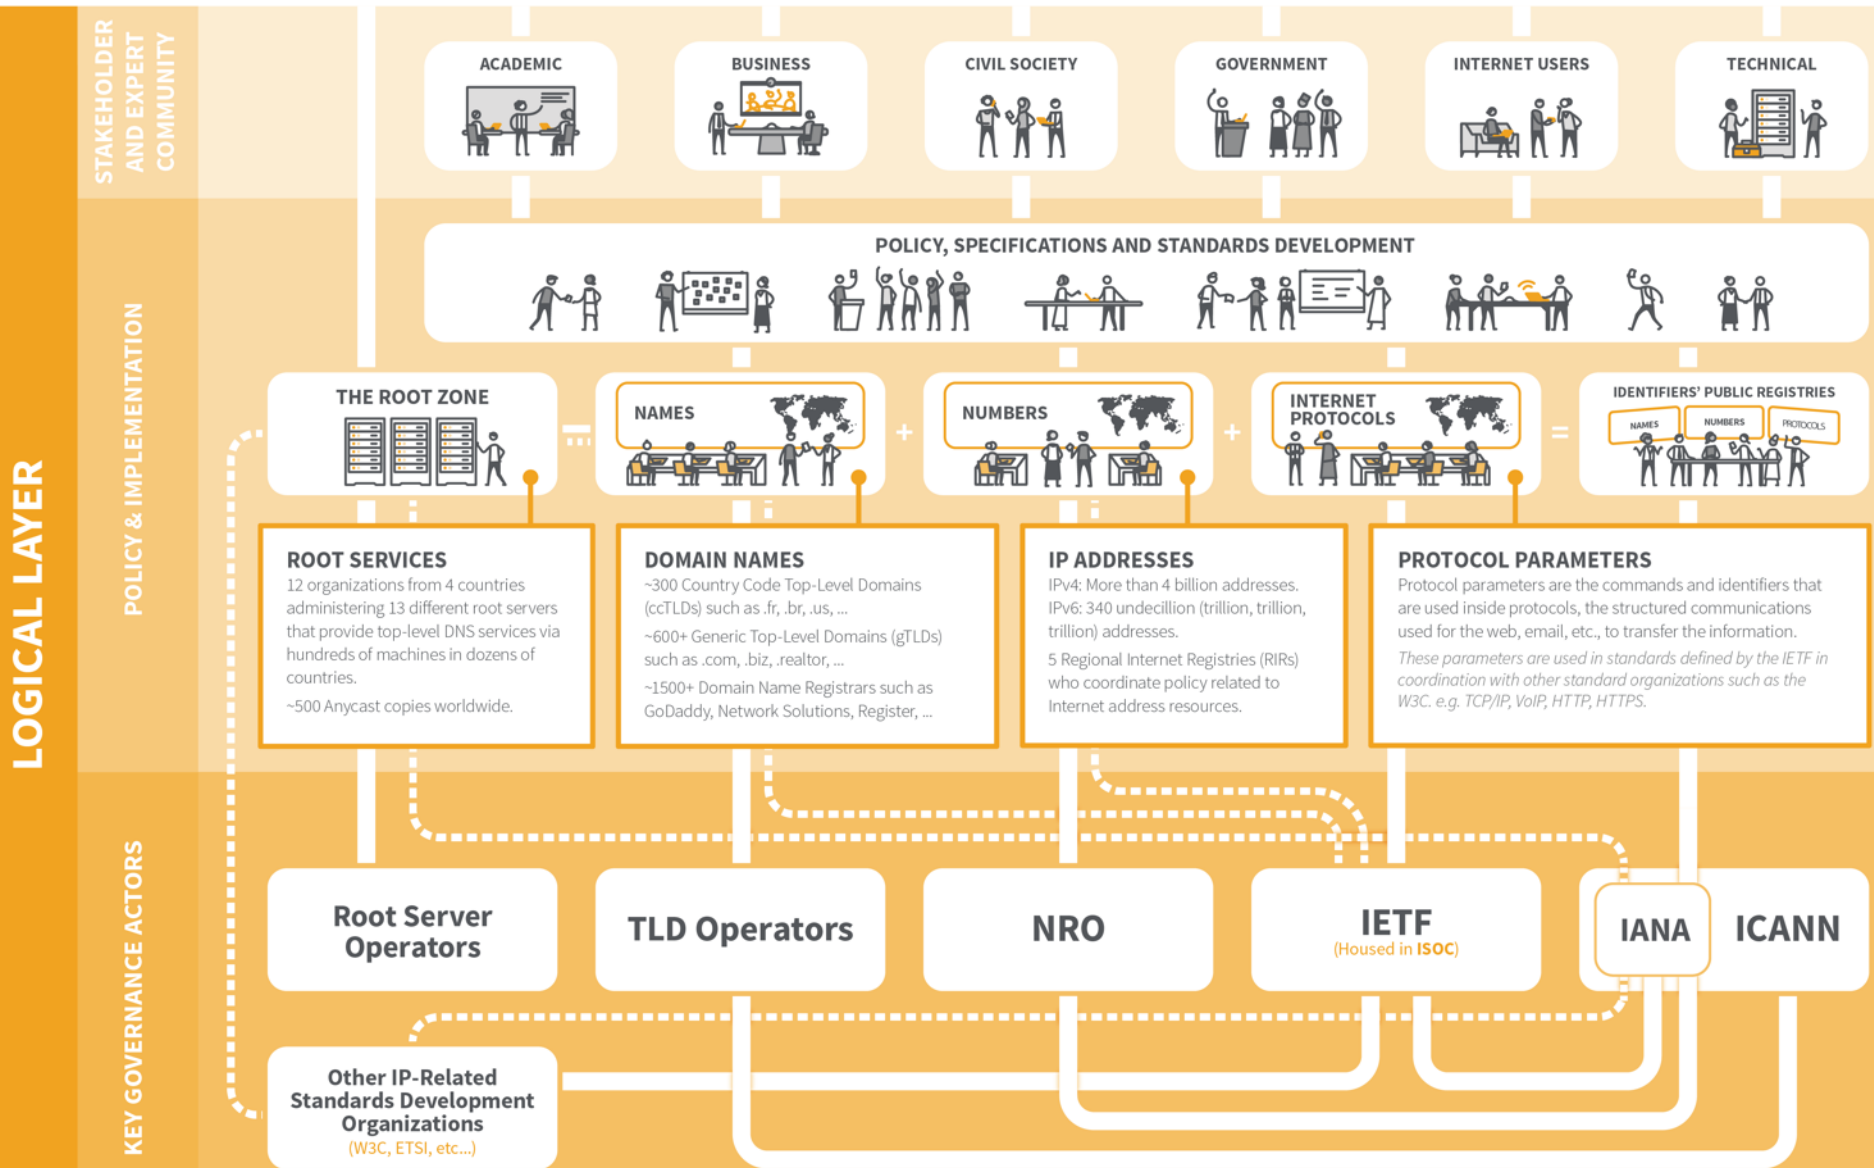 LOGICAL LAYER
STAKEHOLDER
AND EXPERT
COMMUNITY
ACADEMIC
BUSINESS
CIVIL SOCIETY
GOVERNMENT
INTERNET USERS
TECHNICAL
POLICY & IMPLEMENTATION
POLICY, SPECIFICATIONS AND STANDARDS DEVELOPMENT
THE ROOT ZONE
=
NAMES
+
NUMBERS
+
INTERNET
PROTOCOLS
=
IDENTIFIERS’ PUBLIC REGISTRIES
NAMES
NUMBERS
PROTOCOLS
ROOT SERVICES
12 organizations from 4 countries
administering 13 different root servers
that provide top-level DNS services via
hundreds of machines in dozens of
countries.
~500 Anycast copies worldwide.
DOMAIN NAMES
~300 Country Code Top-Level Domains
(ccTLDs) such as .fr, .br, .us, ...
~600+ Generic Top-Level Domains (gTLDs)
such as .com, .biz, .realtor, ...
~1500+ Domain Name Registrars such as
GoDaddy, Network Solutions, Register, ...
IP ADDRESSES
IPv4: More than 4 billion addresses.
IPv6: 340 undecillion (trillion, trillion,
trillion) addresses.
5 Regional Internet Registries (RIRs)
who coordinate policy related to
Internet address resources.
PROTOCOL PARAMETERS
Protocol parameters are the commands and identifiers that
are used inside protocols, the structured communications
used for the web, email, etc., to transfer the information.
These parameters are used in standards defined by the IETF in
coordination with other standard organizations such as the
W3C. e.g. TCP/IP, VoIP, HTTP, HTTPS.
KEY GOVERNANCE ACTORS
Root Server
Operators
TLD Operators
NRO
IETF
(Housed in ISOC)
IANA
ICANN
Other IP-Related
Standards Development
Organizations
(W3C, ETSI, etc...)